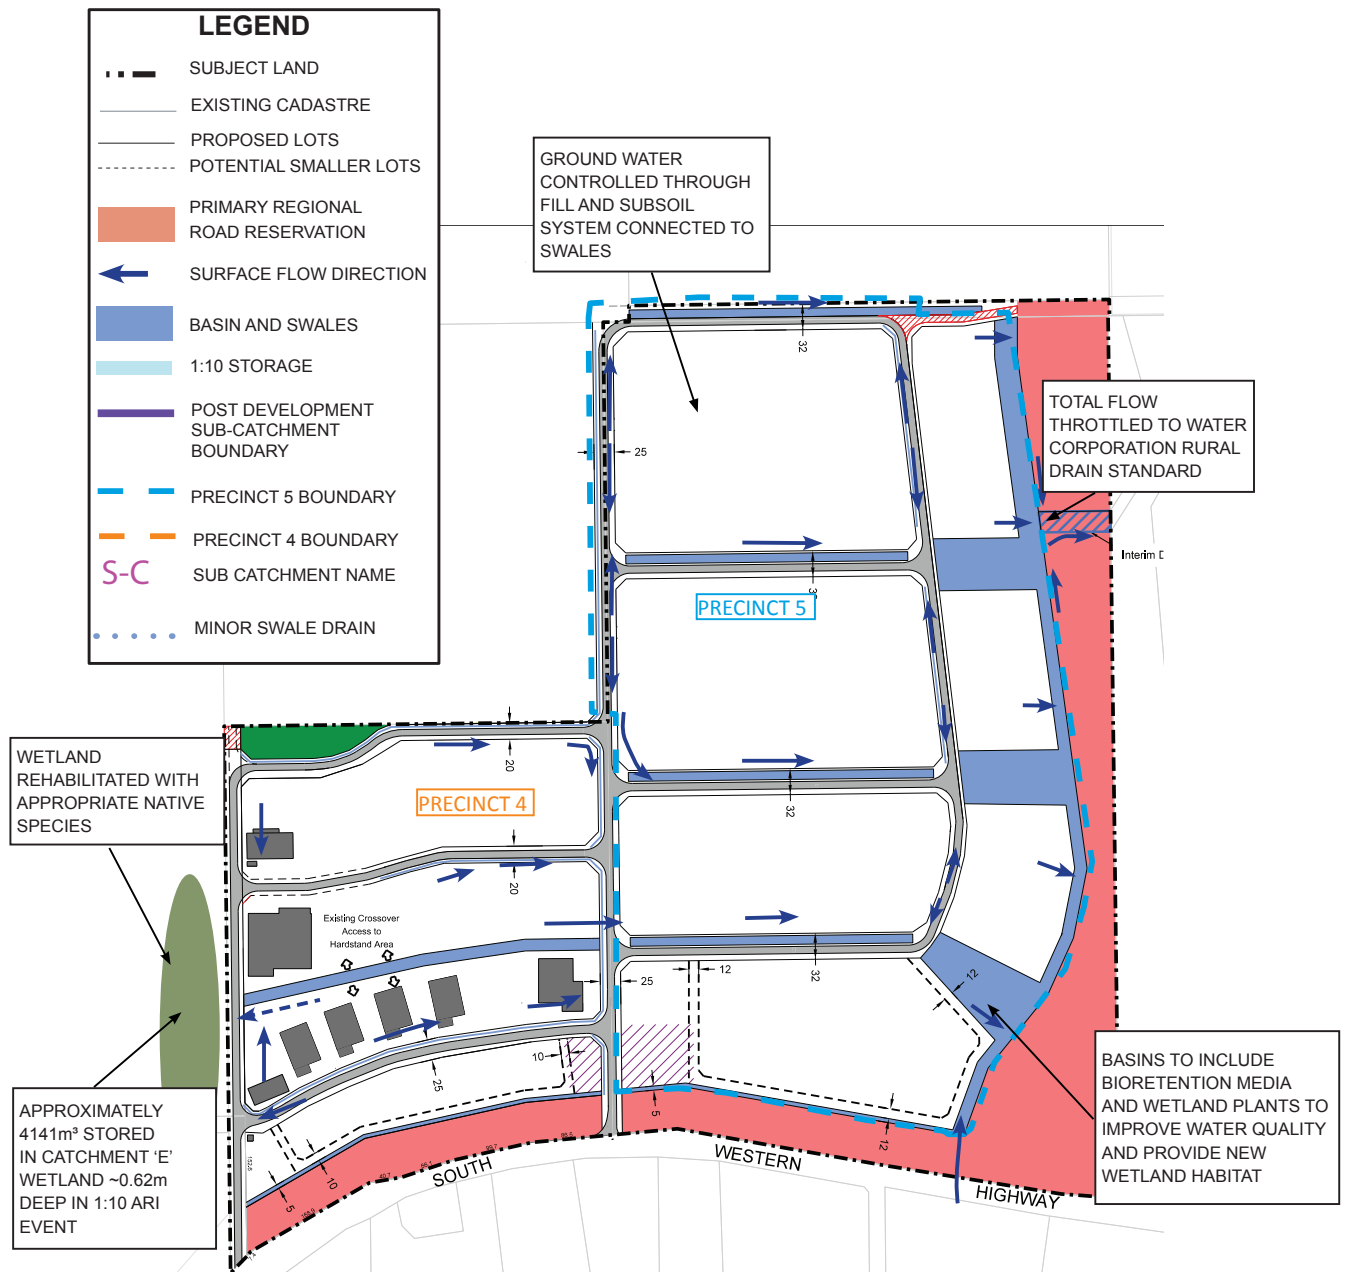 LEGEND
SUBJECT LAND
EXISTING CADASTRE
PROPOSED LOTS
POTENTIAL SMALLER LOTS
PRIMARY REGIONAL
ROAD RESERVATION
SURFACE FLOW DIRECTION
BASIN AND SWALES
1:10 STORAGE
POST DEVELOPMENT
SUB-CATCHMENT
BOUNDARY
PRECINCT 5 BOUNDARY
PRECINCT 4 BOUNDARY
S-C
SUB CATCHMENT NAME
MINOR SWALE DRAIN
GROUND WATER
CONTROLLED THROUGH
FILL AND SUBSOIL
SYSTEM CONNECTED TO
SWALES
32
25
TOTAL FLOW
THROTTLED TO WATER
CORPORATION RURAL
DRAIN STANDARD
Interim
PRECINCT 5
WETLAND
REHABILITATED WITH
APPROPRIATE NATIVE
SPECIES
20
PRECINCT 4
32
20
Existing Crossover
Access to
Hardstand Area
32
12
25
12
10
25
5
12
10
5
APPROXIMATELY
4141m³ STORED
IN CATCHMENT ‘E’
WETLAND ~0.62m
DEEP IN 1:10 ARI
EVENT
BASINS TO INCLUDE
BIORETENTION MEDIA
AND WETLAND PLANTS TO
IMPROVE WATER QUALITY
AND PROVIDE NEW
WETLAND HABITAT
SOUTH
WESTERN
HIGHWAY